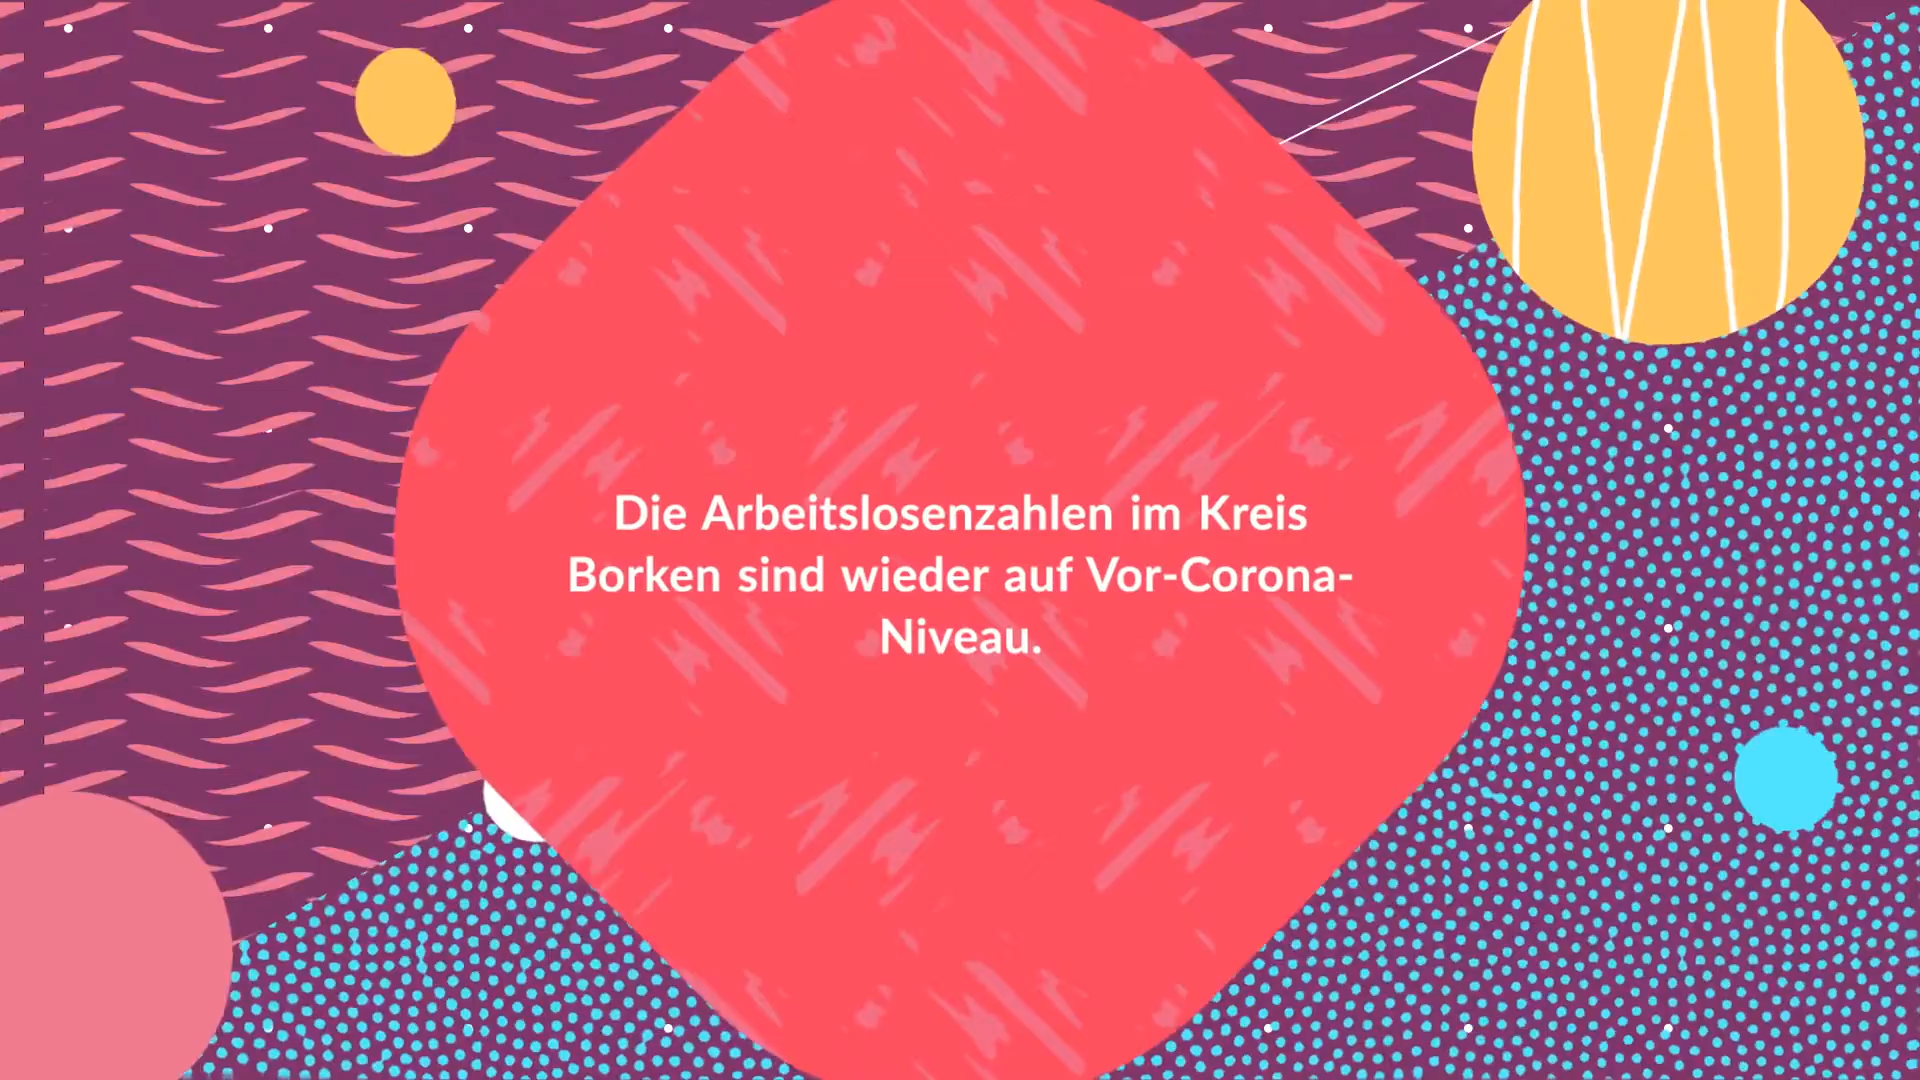 Die Arbeitslosenzahlen im Kreis
Borken sind wieder auf Vor-Corona-
Niveau.